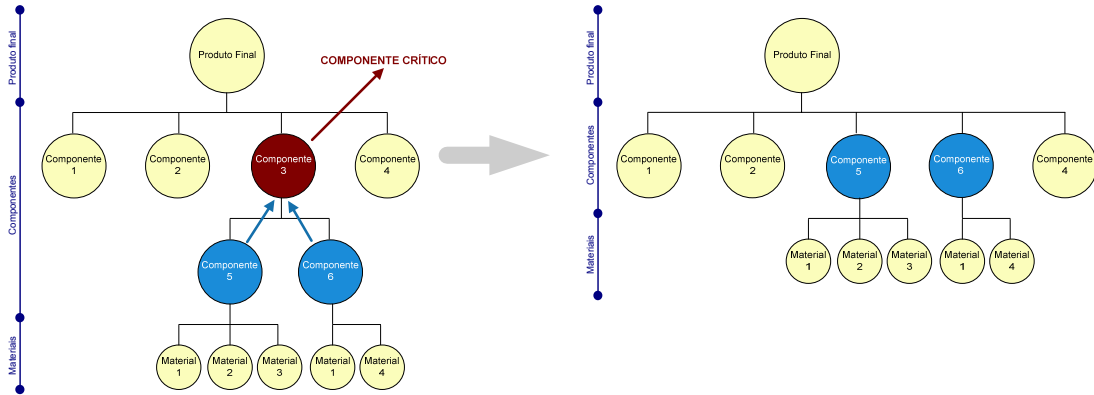 Produto final
Componentes
Materiais
Produto Final
COMPONENTE CRÍTICO
Componente
1
Componente
2
Componente
3
Componente
4
Componente
5
Componente
6
Material
1
Material
2
Material
3
Material
1
Material
4
Produto final
Componentes
Materiais
Produto Final
Componente
1
Componente
2
Componente
5
Componente
6
Componente
4
Material
1
Material
2
Material
3
Material
1
Material
4